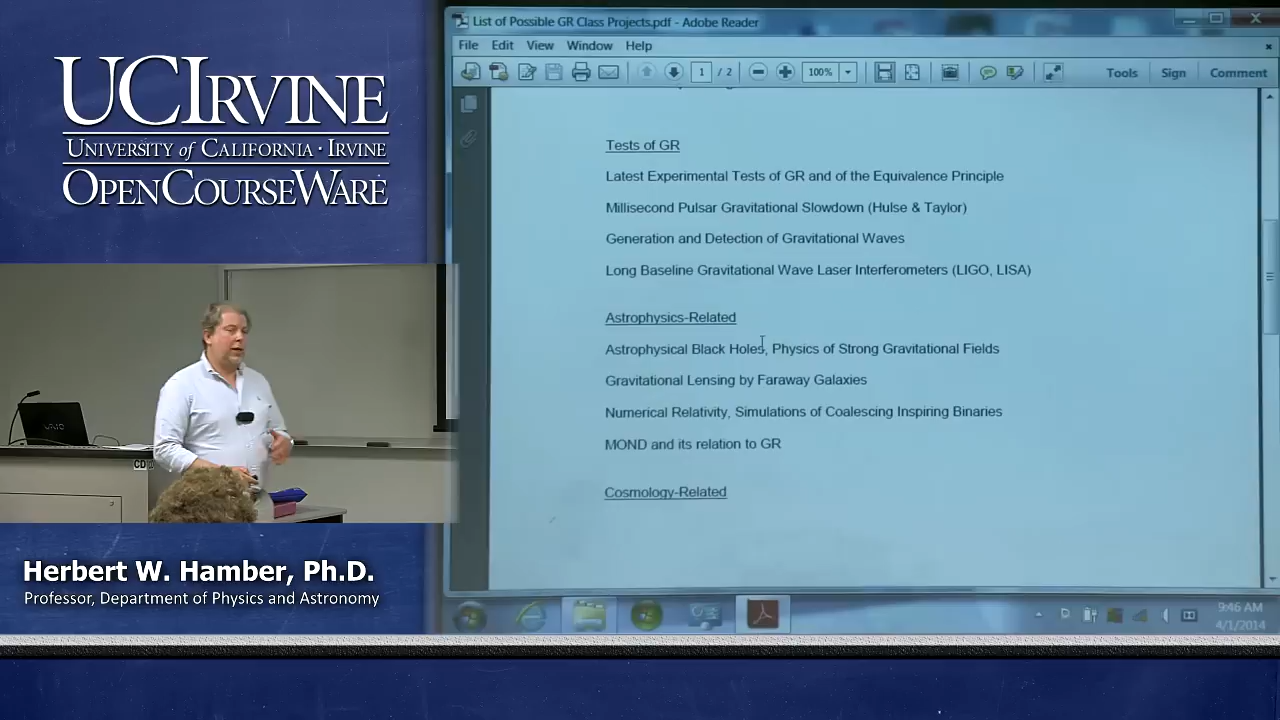 UCIRVINE
UNIVERSITY of CALIFORNIA · IRVINE
OPENCOURSEWARE
List of Possible GR Class Projects.pdf - Adobe Reader
File Edit View Window Help
1 / 2 100% Tools Sign Comment
Tests of GR
Latest Experimental Tests of GR and of the Equivalence Principle
Millisecond Pulsar Gravitational Slowdown (Hulse & Taylor)
Generation and Detection of Gravitational Waves
Long Baseline Gravitational Wave Laser Interferometers (LIGO, LISA)
Astrophysics-Related
Astrophysical Black Holes, Physics of Strong Gravitational Fields
Gravitational Lensing by Faraway Galaxies
Numerical Relativity, Simulations of Coalescing Inspiring Binaries
MOND and its relation to GR
Cosmology-Related
9:46 AM
4/1/2014
VAIO
CD
Herbert W. Hamber, Ph.D.
Professor, Department of Physics and Astronomy